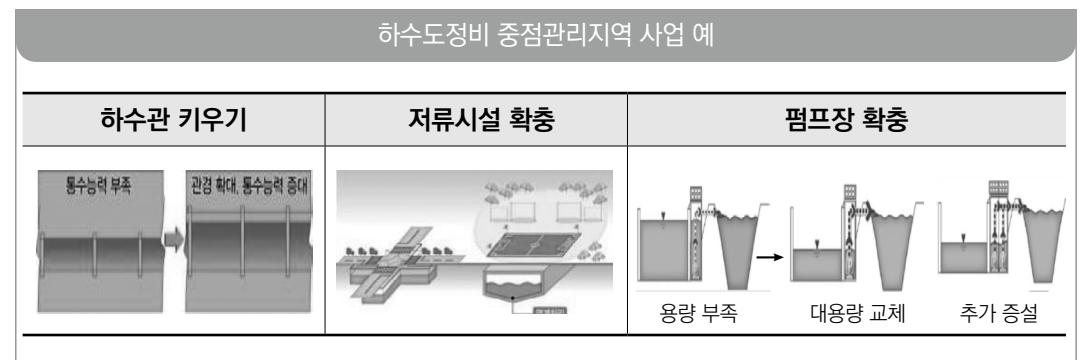 하수도정비 중점관리지역 사업 예
하수관 키우기
저류시설 확충
펌프장 확충
통수능력 부족
관경 확대, 통수능력 증대
용량 부족
대용량 교체
추가 증설